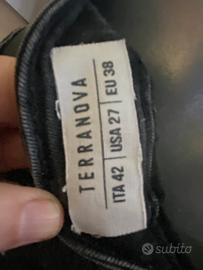 TERRANOVA
ITA 42 | USA 27 | EU 38
subito